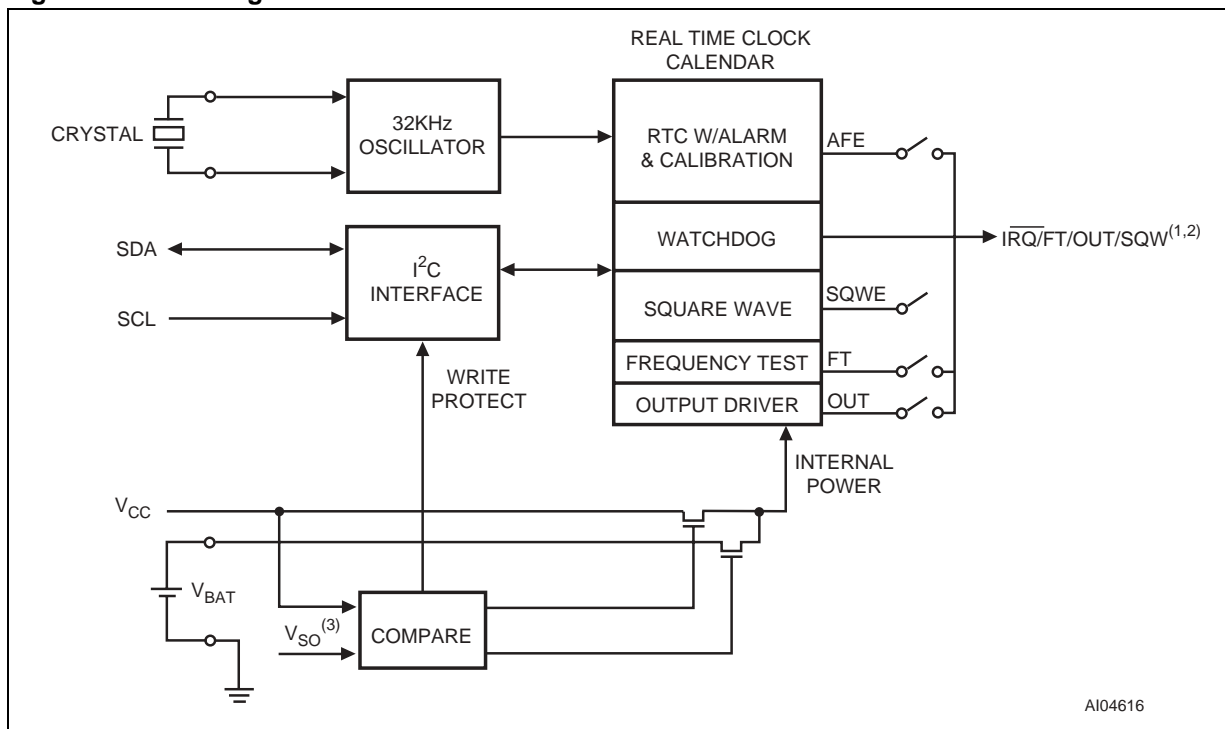 REAL TIME CLOCK
CALENDAR
CRYSTAL
32KHz
OSCILLATOR
RTC W/ALARM
& CALIBRATION
AFE
SDA
SCL
I²C
INTERFACE
WATCHDOG
IRQ/FT/OUT/SQW(1,2)
SQUARE WAVE
SQWE
FREQUENCY TEST
FT
OUTPUT DRIVER
OUT
WRITE
PROTECT
INTERNAL
POWER
VCC
VBAT
VSO(3)
COMPARE
AI04616